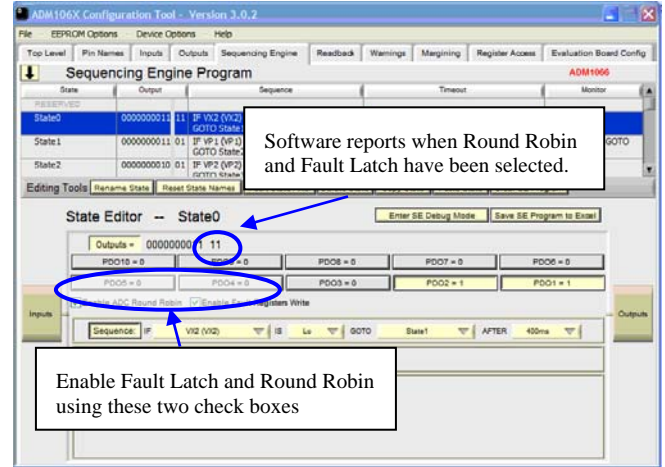 ADM106X Configuration Tool - Version 3.0.2
File EEPROM Options Device Options Help
Top Level Pin Names Inputs Outputs Sequencing Engine Readback Warnings Margining Register Access Evaluation Board Config
Sequencing Engine Program ADM1066
State Output Sequence Timeout Monitor
RESERVED
State0 0000000011 11 IF VX2 (VX2)
GOTO State1
State1 0000000011 01 IF VP1 (VP1) GOTO
GOTO State2
State2 0000000010 01 IF VP2 (VP2)
GOTO State
Software reports when Round Robin
and Fault Latch have been selected.
Editing Tools Rename State Reset State Names
State Editor -- State0 Enter SE Debug Mode Save SE Program to Excel
Outputs = 0000000011 11
PDO10 = 0 = 0 PDO8 = 0 PDO7 = 0 PDO6 = 0
PDO5 = 0 PDO4 = 0 PDO3 = 0 PDO2 = 1 PDO1 = 1
Enable ADC Round Robin Enable Fault Registers Write
Inputs Outputs
Sequence: IF VX2 (VX2) IS Lo GOTO State1 AFTER 400ms
Enable Fault Latch and Round Robin
using these two check boxes